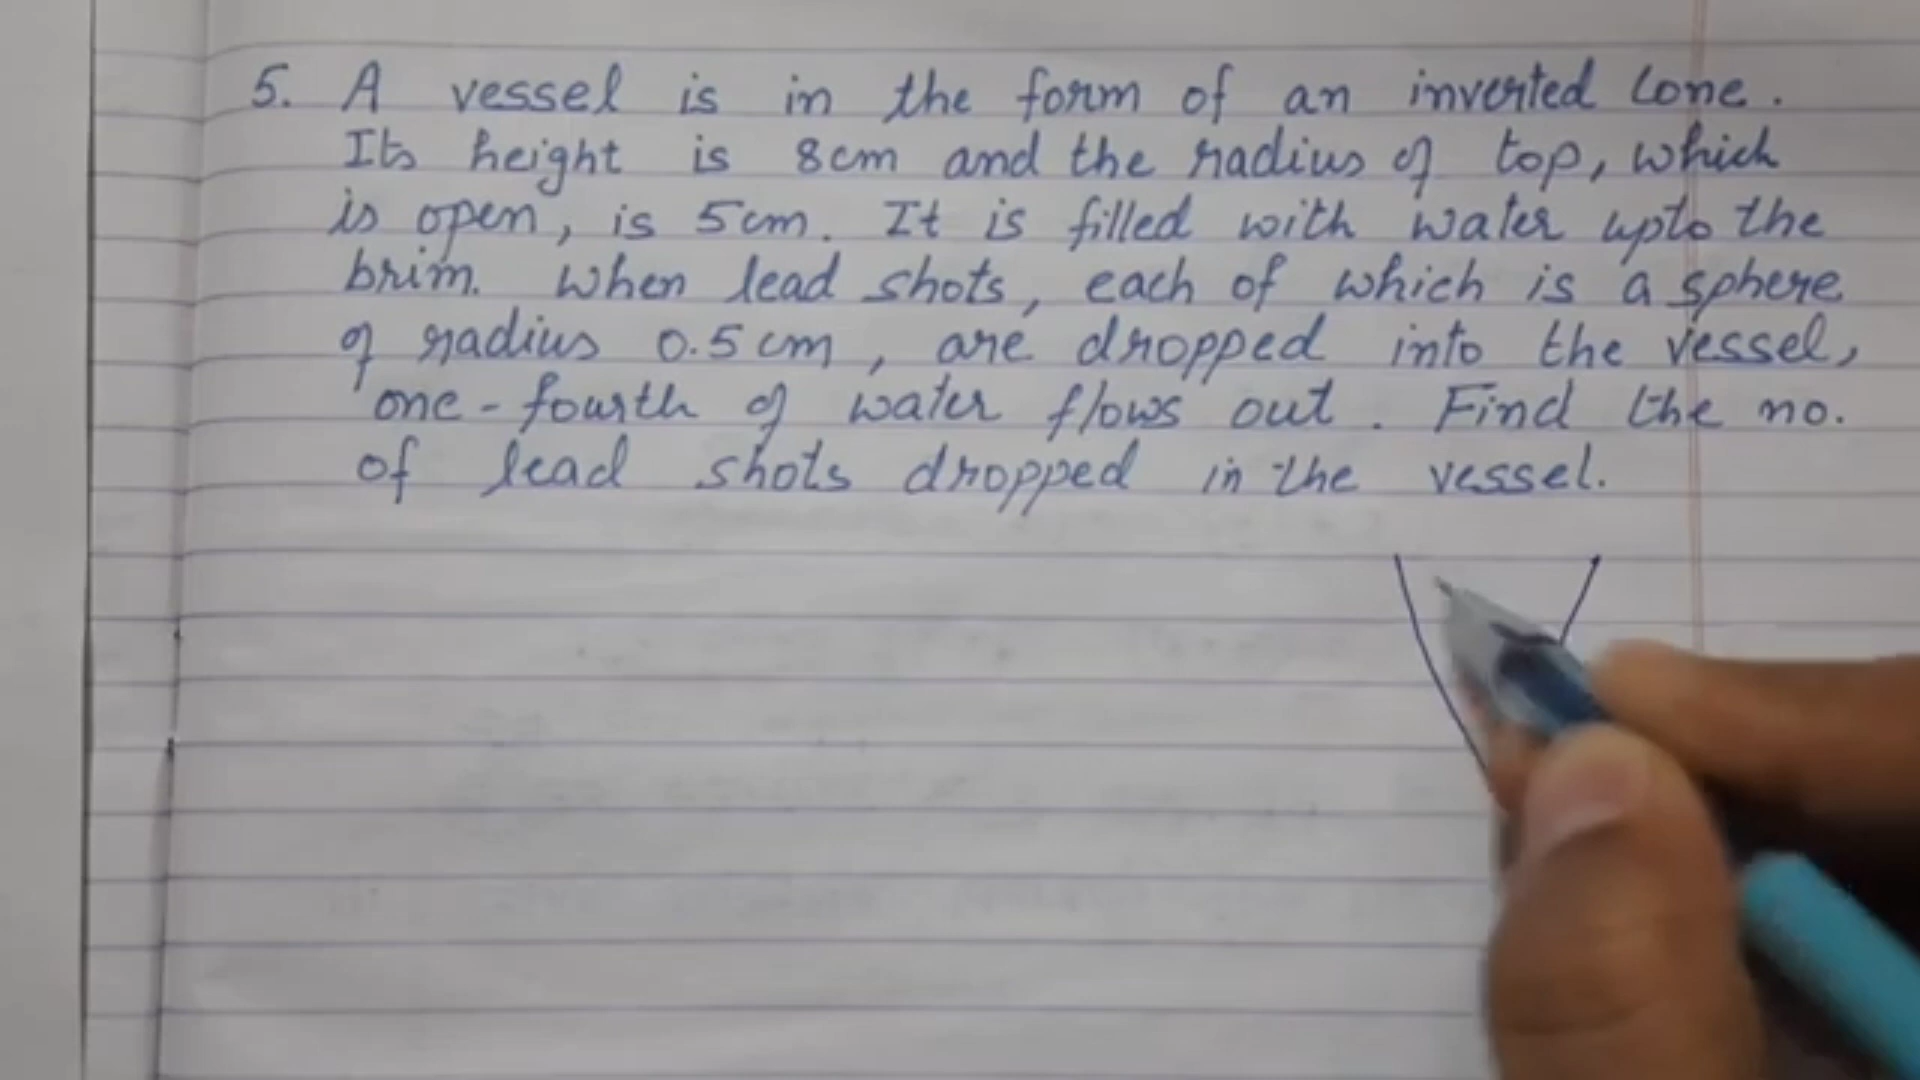 5. A vessel is in the form of an inverted Cone.
Its height is 8cm and the radius of top, which
is open, is 5cm. It is filled with water upto the
brim. When lead shots, each of which is a sphere
of radius 0.5cm, are dropped into the vessel,
one-fourth of water flows out. Find the no.
of lead shots dropped in the vessel.